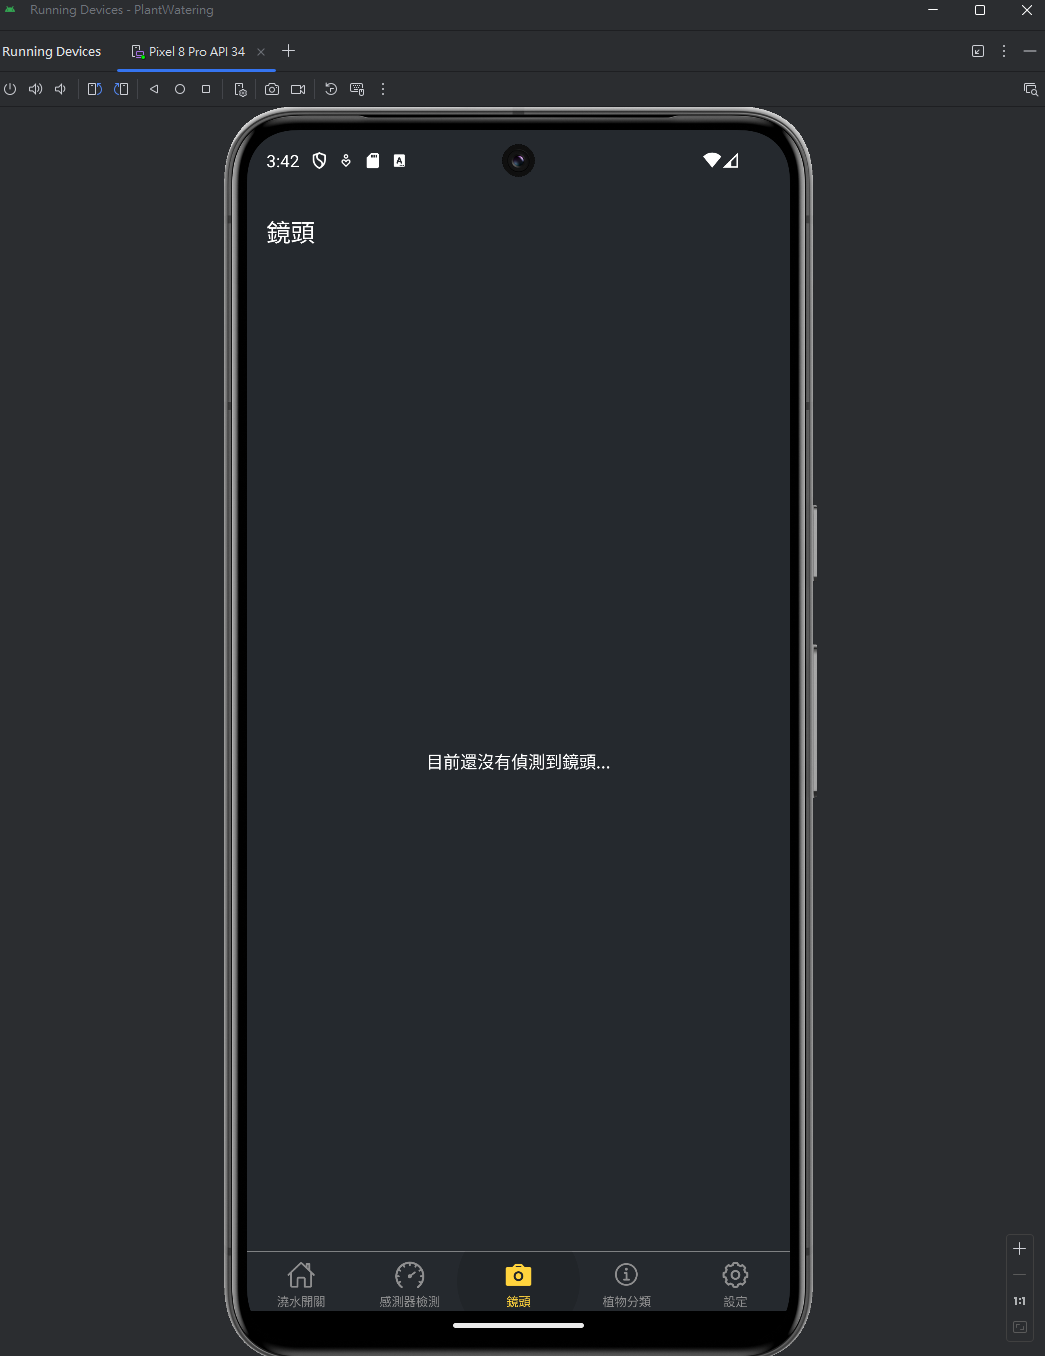 Running Devices - PlantWatering
Running Devices
Pixel 8 Pro API 34
3:42
鏡頭
目前還沒有偵測到鏡頭...
澆水開關
感測器檢測
鏡頭
植物分類
設定
1:1